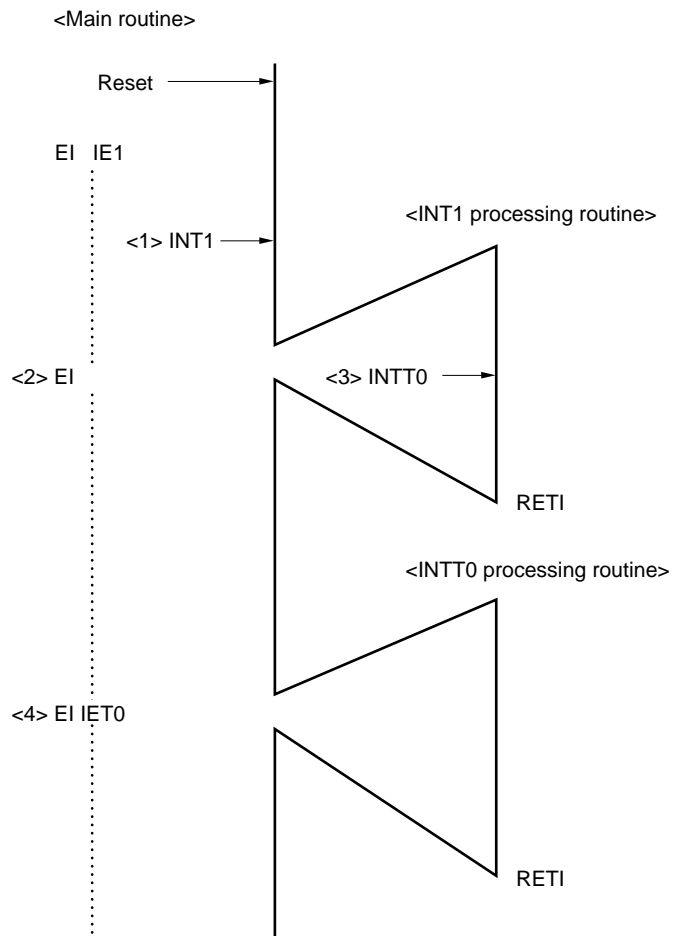 <Main routine>
Reset
EI IE1
<INT1 processing routine>
<1> INT1
<2> EI
<3> INTT0
RETI
<INTT0 processing routine>
<4> EI IET0
RETI